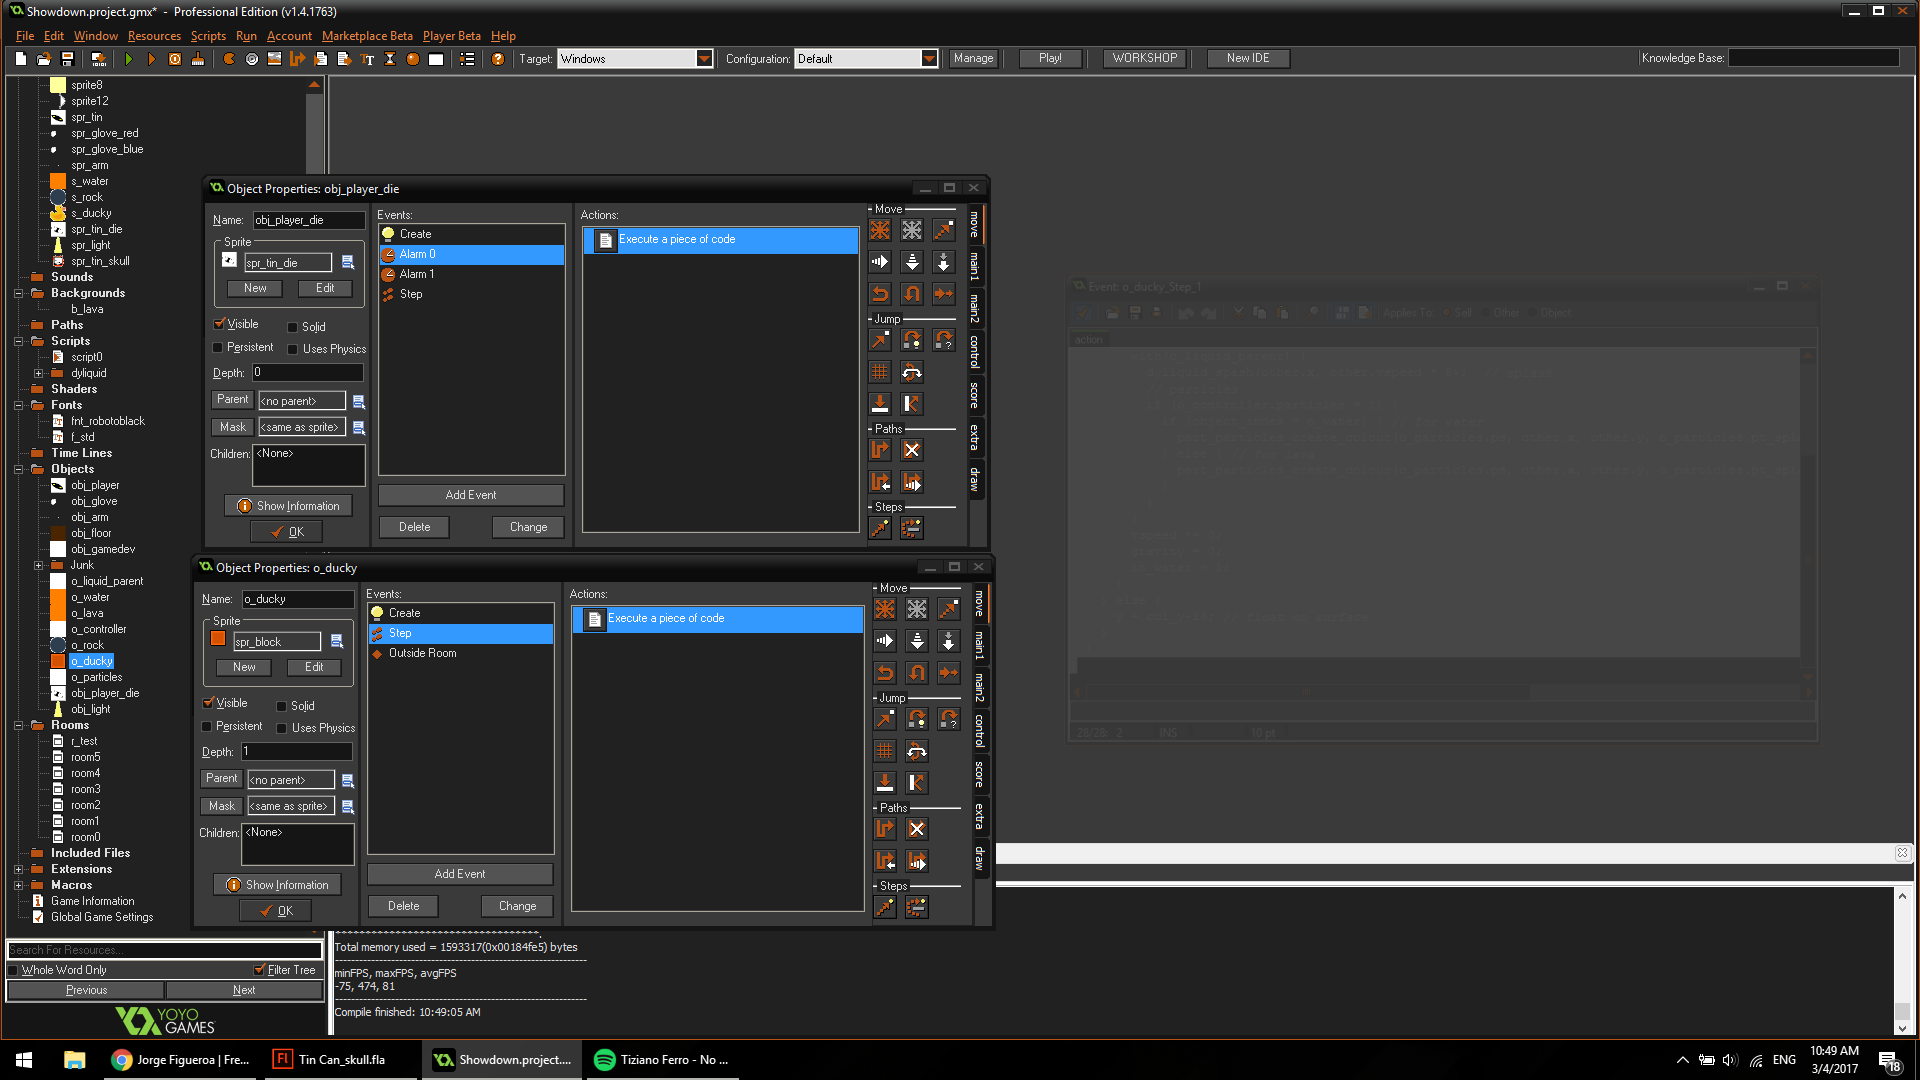 Showdown.project.gmx* - Professional Edition (v1.4.1763)
File Edit Window Resources Scripts Run Account Marketplace Beta Player Beta Help
Target: Windows Configuration: Default Manage Play! WORKSHOP New IDE Knowledge Base:
sprite8
sprite12
spr_tin
spr_glove_red
spr_glove_blue
spr_arm
s_water
s_rock
s_ducky
spr_tin_die
spr_light
spr_tin_skull
Sounds
Backgrounds
b_lava
Paths
Scripts
script0
dyliquid
Shaders
Fonts
fnt_robotoblack
f_std
Time Lines
Objects
obj_player
obj_glove
obj_arm
obj_floor
obj_gamedev
Junk
o_liquid_parent
o_water
o_lava
o_controller
o_rock
o_ducky
o_particles
obj_player_die
obj_light
Rooms
r_test
room5
room4
room3
room2
room1
room0
Included Files
Extensions
Macros
Game Information
Global Game Settings
Search For Resources...
Whole Word Only Filter Tree
Previous Next
YOYO
GAMES
Object Properties: obj_player_die
Name: obj_player_die
Sprite
spr_tin_die
New Edit
Visible Solid
Persistent Uses Physics
Depth: 0
Parent <no parent>
Mask <same as sprite>
Children: <None>
Show Information
OK
Events:
Create
Alarm 0
Alarm 1
Step
Add Event
Delete Change
Actions:
Execute a piece of code
Move
Jump
Paths
Steps
move
main1
main2
control
score
extra
draw
Object Properties: o_ducky
Name: o_ducky
Sprite
spr_block
New Edit
Visible Solid
Persistent Uses Physics
Depth: 1
Parent <no parent>
Mask <same as sprite>
Children: <None>
Show Information
OK
Events:
Create
Step
Outside Room
Add Event
Delete Change
Actions:
Execute a piece of code
Move
Jump
Paths
Steps
move
main1
main2
control
score
extra
draw
Event: o_ducky_Step_1
Applies To: Self Other Object
action
28/28: 2 INS 10 pt
Total memory used = 1593317(0x00184fe5) bytes
minFPS, maxFPS, avgFPS
-75, 474, 81
Compile finished: 10:49:05 AM
Jorge Figueroa | Fre... Tin Can_skull.fla Showdown.project.... Tiziano Ferro - No ...
ENG 10:49 AM
3/4/2017
18